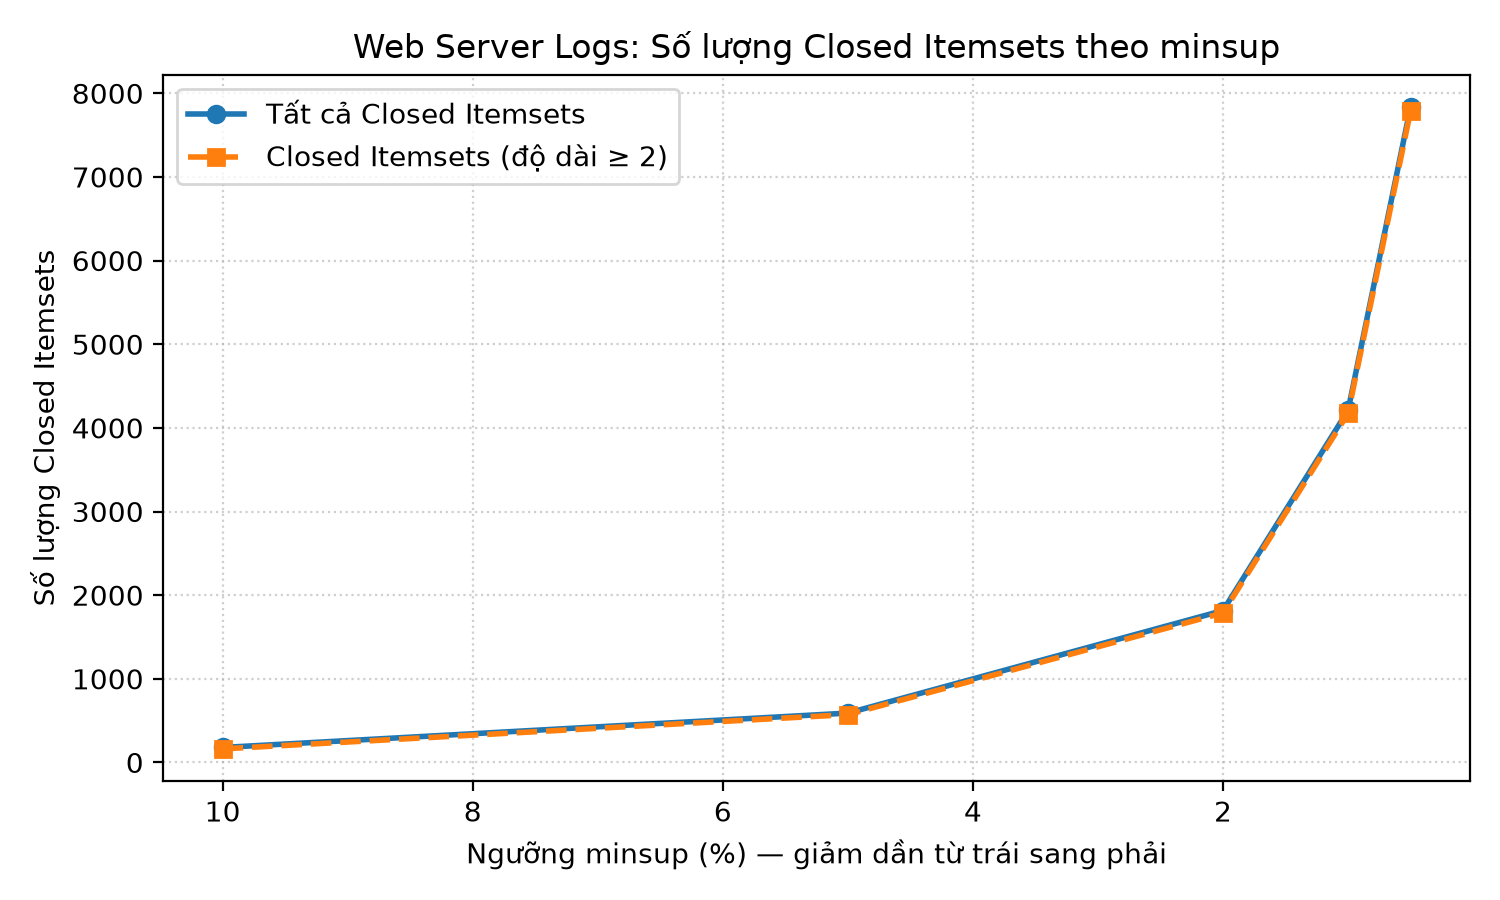 Web Server Logs: Số lượng Closed Itemsets theo minsup
Tất cả Closed Itemsets
Closed Itemsets (độ dài ≥ 2)
Số lượng Closed Itemsets
8000
7000
6000
5000
4000
3000
2000
1000
0
10 8 6 4 2
Ngưỡng minsup (%) — giảm dần từ trái sang phải